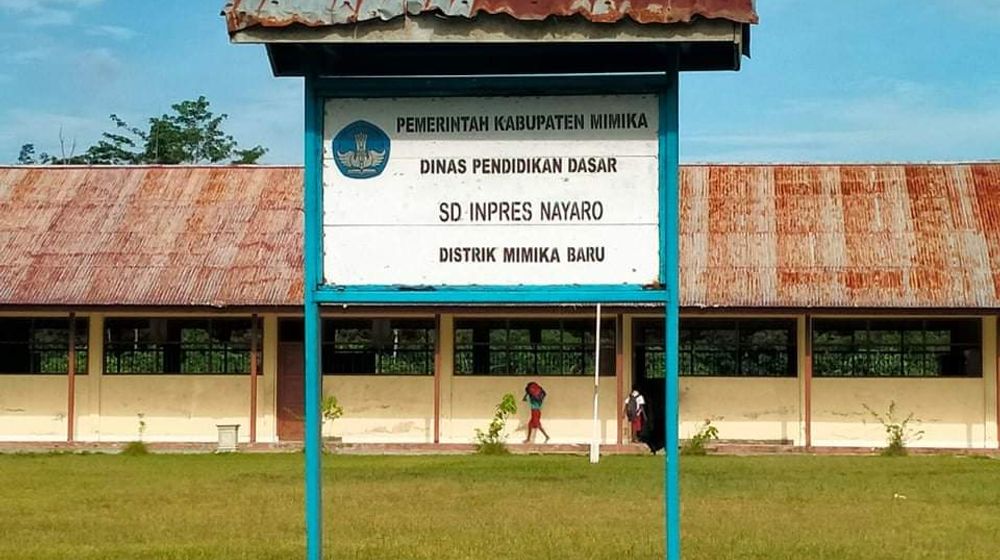 PEMERINTAH KABUPATEN MIMIKA
DINAS PENDIDIKAN DASAR
SD INPRES NAYARO
DISTRIK MIMIKA BARU